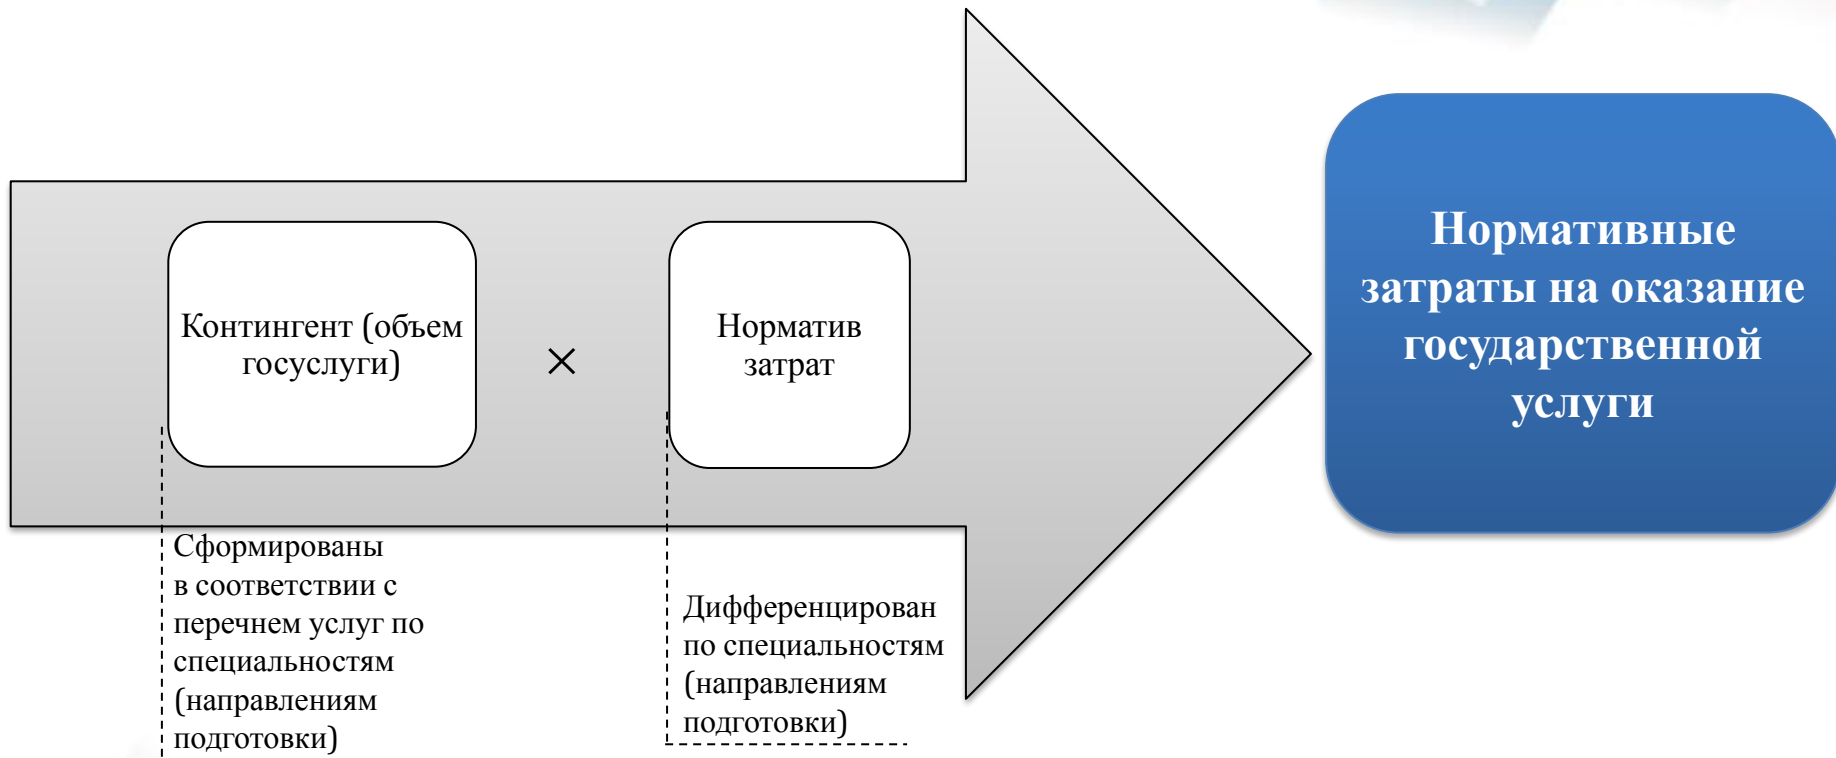 Контингент (объем
госуслуги)
×
Норматив
затрат
Нормативные
затраты на оказание
государственной
услуги
Сформированы
в соответствии с
перечнем услуг по
специальностям
(направлениям
подготовки)
Дифференцирован
по специальностям
(направлениям
подготовки)